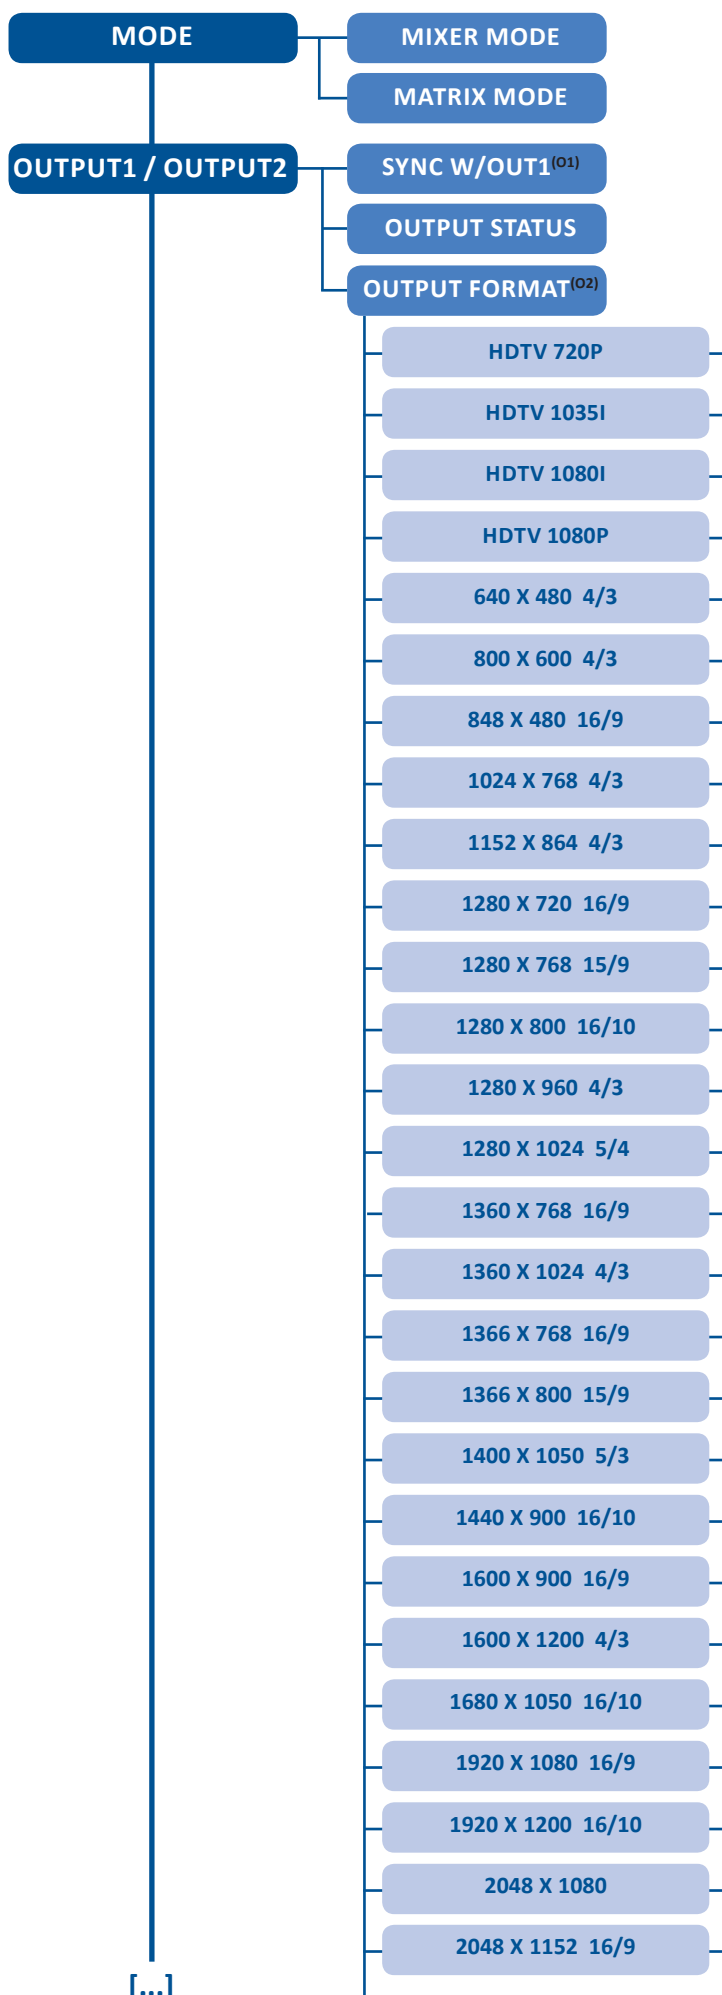 MODE
MIXER MODE
MATRIX MODE
OUTPUT1 / OUTPUT2
SYNC W/OUT1(O1)
OUTPUT STATUS
OUTPUT FORMAT(O2)
HDTV 720P
HDTV 1035I
HDTV 1080I
HDTV 1080P
640 X 480 4/3
800 X 600 4/3
848 X 480 16/9
1024 X 768 4/3
1152 X 864 4/3
1280 X 720 16/9
1280 X 768 15/9
1280 X 800 16/10
1280 X 960 4/3
1280 X 1024 5/4
1360 X 768 16/9
1360 X 1024 4/3
1366 X 768 16/9
1366 X 800 15/9
1400 X 1050 5/3
1440 X 900 16/10
1600 X 900 16/9
1600 X 1200 4/3
1680 X 1050 16/10
1920 X 1080 16/9
1920 X 1200 16/10
2048 X 1080
2048 X 1152 16/9
[...]